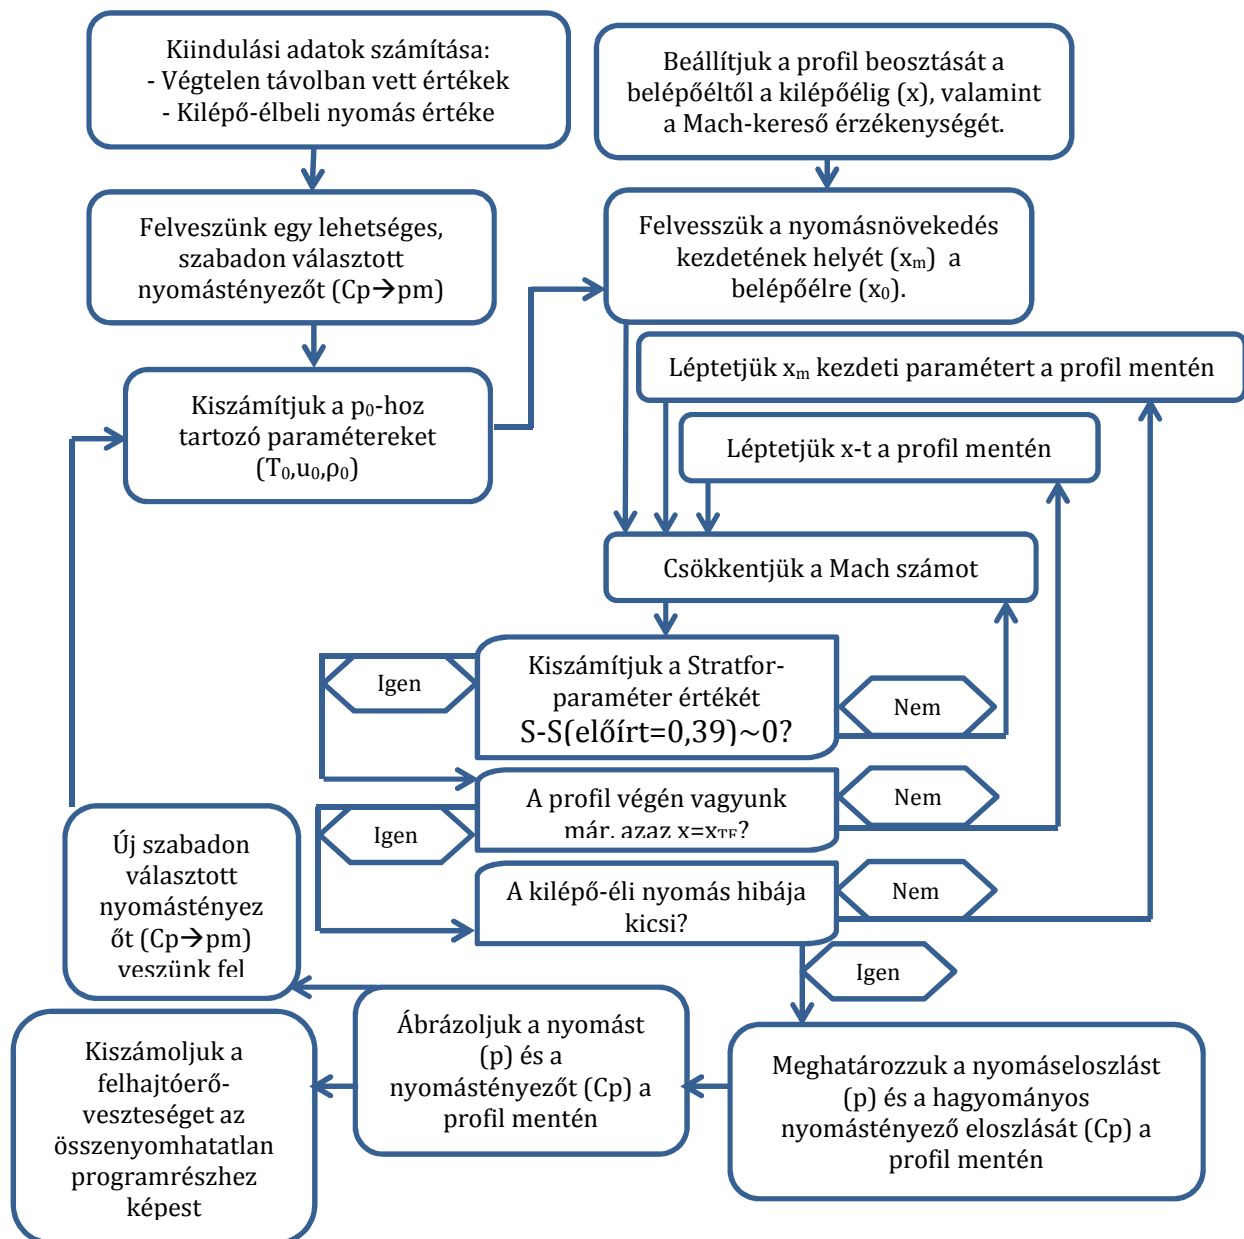 Kiindulási adatok számítása:
- Végtelen távolban vett értékek
- Kilépő-élbeli nyomás értéke
Beállítjuk a profil beosztását a
belépőéltől a kilépőélig (x), valamint
a Mach-kereső érzékenységét.
Felveszünk egy lehetséges,
szabadon választott
nyomástényezőt (Cp→pm)
Felvesszük a nyomásnövekedés
kezdetének helyét (xₘ) a
belépőélre (x₀).
Léptetjük xₘ kezdeti paramétert a profil mentén
Kiszámítjuk a p₀-hoz
tartozó paramétereket
(T₀,u₀,ρ₀)
Léptetjük x-t a profil mentén
Csökkentjük a Mach számot
Kiszámítjuk a Stratfor-
paraméter értékét
S-S(előírt=0,39)~0?
Igen
Nem
A profil végén vagyunk
már, azaz x=x_TE?
Igen
Nem
A kilépő-éli nyomás hibája
kicsi?
Nem
Igen
Új szabadon
választott
nyomástényez
őt (Cp→pm)
veszünk fel
Ábrázoljuk a nyomást
(p) és a
nyomástényezőt (Cp) a
profil mentén
Meghatározzuk a nyomáseloszlást
(p) és a hagyományos
nyomástényező eloszlását (Cp) a
profil mentén
Kiszámoljuk a
felhajtóerő-
veszteséget az
összenyomhatatlan
programrészhez
képest